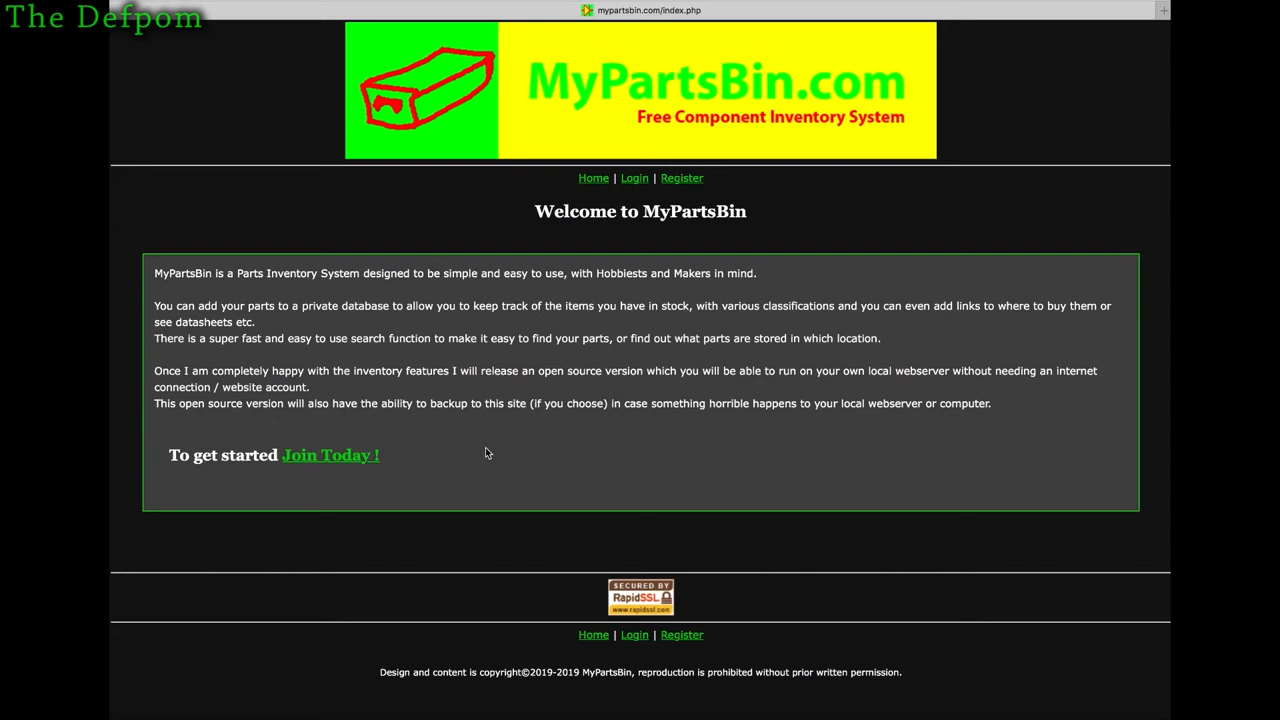 The Defpom
mypartsbin.com/index.php
MyPartsBin.com
Free Component Inventory System
Home | Login | Register
Welcome to MyPartsBin
MyPartsBin is a Parts Inventory System designed to be simple and easy to use, with Hobbiests and Makers in mind.
You can add your parts to a private database to allow you to keep track of the items you have in stock, with various classifications and you can even add links to where to buy them or
see datasheets etc.
There is a super fast and easy to use search function to make it easy to find your parts, or find out what parts are stored in which location.
Once I am completely happy with the inventory features I will release an open source version which you will be able to run on your own local webserver without needing an internet
connection / website account.
This open source version will also have the ability to backup to this site (if you choose) in case something horrible happens to your local webserver or computer.
To get started Join Today !
SECURED BY
RapidSSL
www.rapidssl.com
Home | Login | Register
Design and content is copyright©2019-2019 MyPartsBin, reproduction is prohibited without prior written permission.